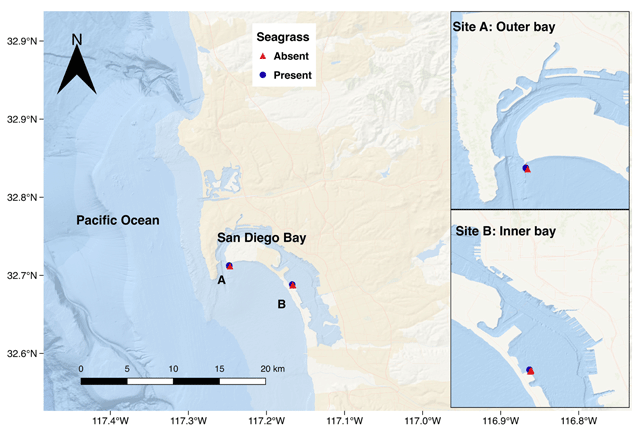 Site A: Outer bay
32.9°N
N
Seagrass
Absent
Present
32.9°N
32.8°N
Pacific Ocean
San Diego Bay
Site B: Inner bay
32.7°N
A
B
32.6°N
0 5 10 15 20 km
117.4°W 117.3°W 117.2°W 117.1°W 117.0°W 116.9°W 116.8°W